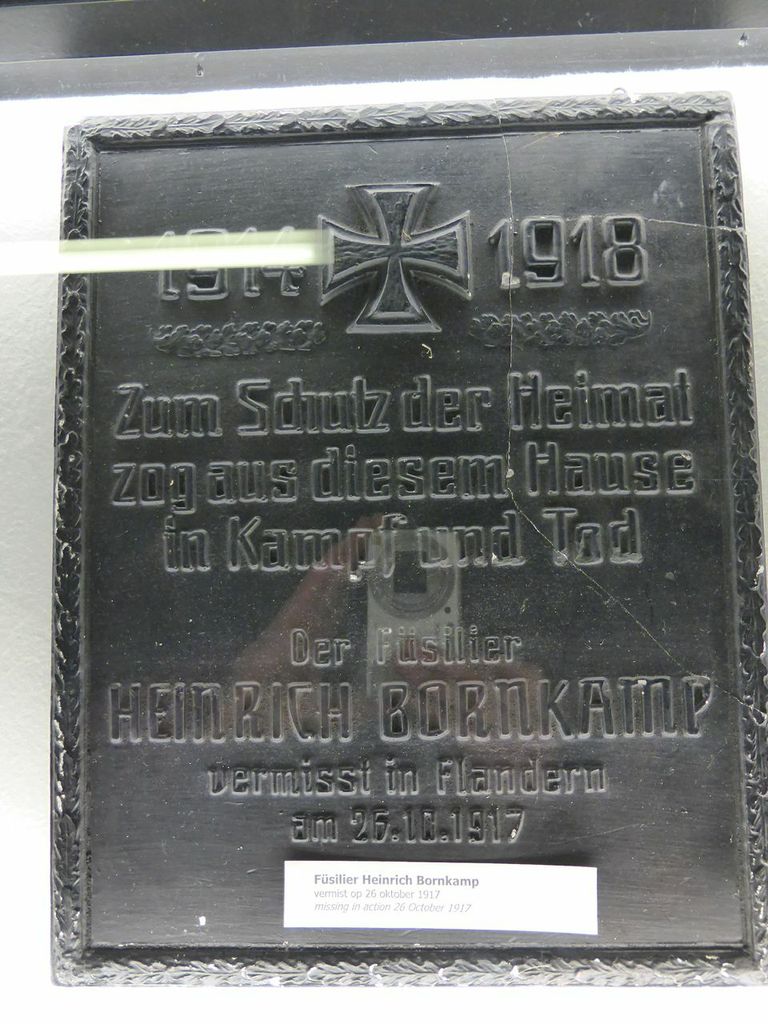 1914 1918
Zum Schutz der Heimat
zog aus diesem Hause
in Kampf und Tod
Der Füsilier
HEINRICH BORNKAMP
vermisst in Flandern
am 26.10.1917
Füsilier Heinrich Bornkamp
vermist op 26 oktober 1917
missing in action 26 October 1917